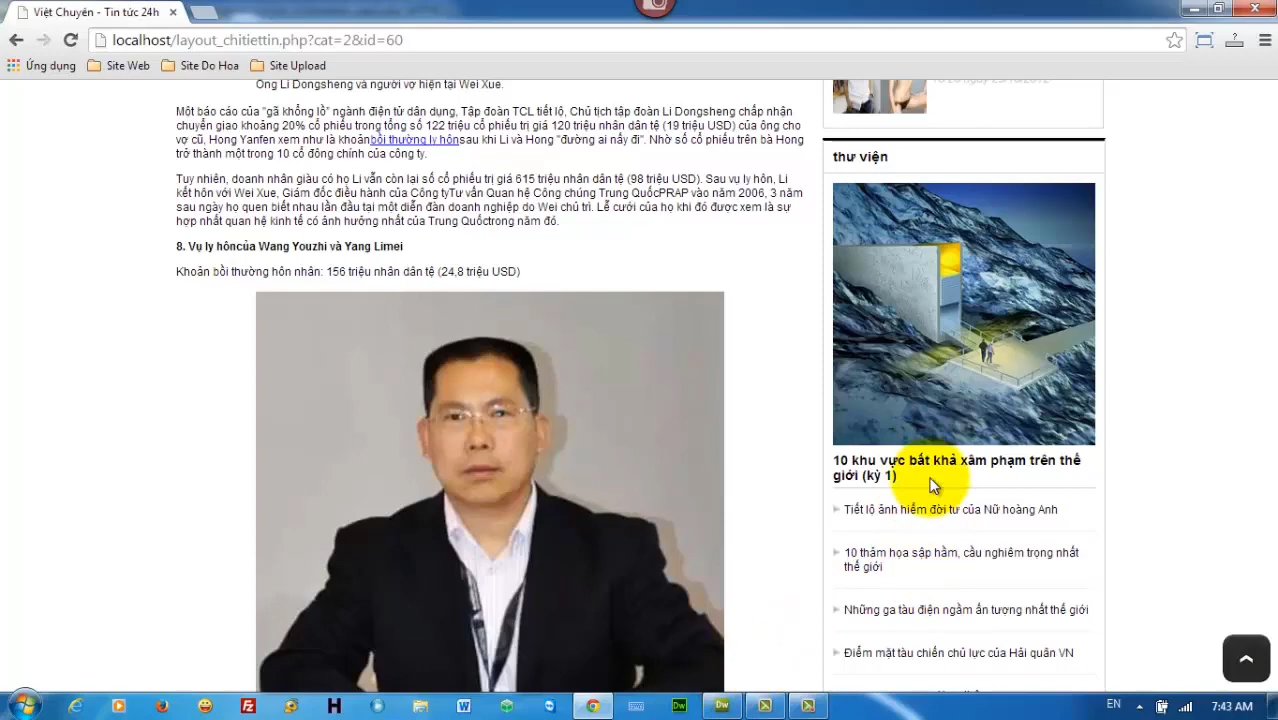 Việt Chuyên - Tin tức 24h
localhost/layout_chitiettin.php?cat=2&id=60
Ứng dụng Site Web Site Do Hoa Site Upload
Ông Li Dongsheng và người vợ hiện tại Wei Xue.
Một báo cáo của "gã khổng lồ" ngành điện tử dân dụng, Tập đoàn TCL tiết lộ, Chủ tịch tập đoàn Li Dongsheng chấp nhận
chuyển giao khoảng 20% cổ phiếu trong tổng số 122 triệu cổ phiếu trị giá 120 triệu nhân dân tệ (19 triệu USD) của ông cho
vợ cũ, Hong Yanfen xem như là khoản bồi thường ly hôn sau khi Li và Hong "đường ai nấy đi". Nhờ số cổ phiếu trên bà Hong
trở thành một trong 10 cổ đông chính của công ty.
Tuy nhiên, doanh nhân giàu có họ Li vẫn còn lại số cổ phiếu trị giá 615 triệu nhân dân tệ (98 triệu USD). Sau vụ ly hôn, Li
kết hôn với Wei Xue, Giám đốc điều hành của Công tyTư vấn Quan hệ Công chúng Trung QuốcPRAP vào năm 2006, 3 năm
sau ngày họ quen biết nhau lần đầu tại một diễn đàn doanh nghiệp do Wei chủ trì. Lễ cưới của họ khi đó được xem là sự
hợp nhất quan hệ kinh tế có ảnh hưởng nhất của Trung Quốctrong năm đó.
8. Vụ ly hôncủa Wang Youzhi và Yang Limei
Khoản bồi thường hôn nhân: 156 triệu nhân dân tệ (24,8 triệu USD)
thư viện
10 khu vực bất khả xâm phạm trên thế
giới (kỳ 1)
Tiết lộ ảnh hiếm đời tư của Nữ hoàng Anh
10 thảm họa sập hầm, cầu nghiêm trọng nhất
thế giới
Những ga tàu điện ngầm ấn tượng nhất thế giới
Điểm mặt tàu chiến chủ lực của Hải quân VN
EN 7:43 AM